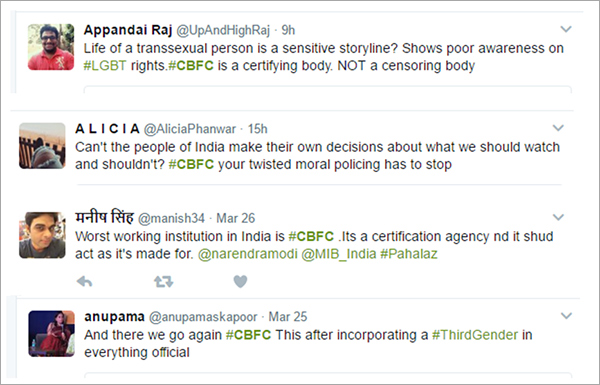 Appandai Raj @UpAndHighRaj · 9h
Life of a transsexual person is a sensitive storyline? Shows poor awareness on
#LGBT rights.#CBFC is a certifying body. NOT a censoring body
A L I C I A @AliciaPhanwar · 15h
Can't the people of India make their own decisions about what we should watch
and shouldn't? #CBFC your twisted moral policing has to stop
मनीष सिंह @manish34 · Mar 26
Worst working institution in India is #CBFC .Its a certification agency nd it shud
act as it's made for. @narendramodi @MIB_India #Pahalaz
anupama @anupamaskapoor · Mar 25
And there we go again #CBFC This after incorporating a #ThirdGender in
everything official